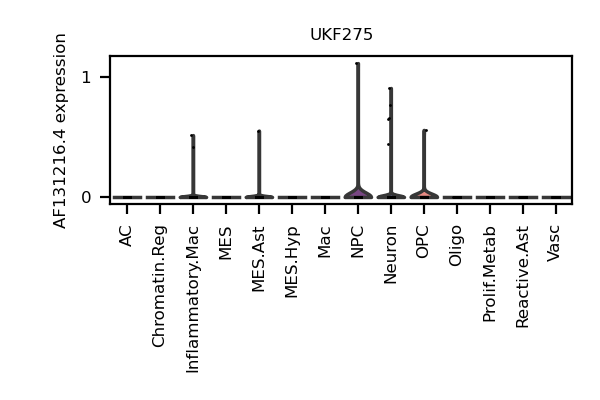 UKF275
AF131216.4 expression
1
0
AC
Chromatin.Reg
Inflammatory.Mac
MES
MES.Ast
MES.Hyp
Mac
NPC
Neuron
OPC
Oligo
Prolif.Metab
Reactive.Ast
Vasc